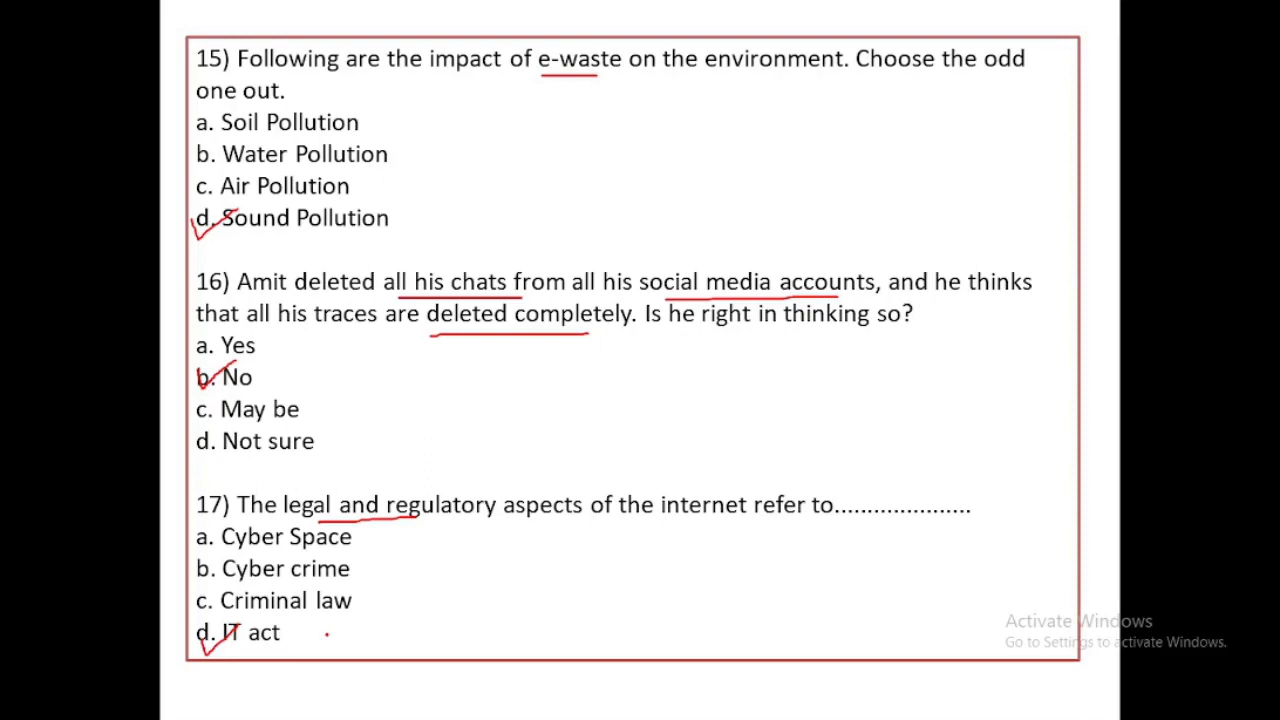 15) Following are the impact of e-waste on the environment. Choose the odd
one out.
a. Soil Pollution
b. Water Pollution
c. Air Pollution
d. Sound Pollution
16) Amit deleted all his chats from all his social media accounts, and he thinks
that all his traces are deleted completely. Is he right in thinking so?
a. Yes
b. No
c. May be
d. Not sure
17) The legal and regulatory aspects of the internet refer to.....................
a. Cyber Space
b. Cyber crime
c. Criminal law
d. IT act
Activate Windows
Go to Settings to activate Windows.